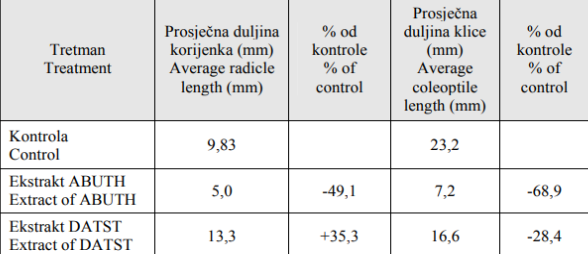 Tretman
Treatment
Prosječna duljina
korijenka (mm)
Average radicle
length (mm)
% od
kontrole
% of
control
Prosječna
duljina klice
(mm)
Average
coleoptile
length (mm)
% od
kontrole
% of
control
Kontrola
Control
9,83
23,2
Ekstrakt ABUTH
Extract of ABUTH
5,0
-49,1
7,2
-68,9
Ekstrakt DATST
Extract of DATST
13,3
+35,3
16,6
-28,4